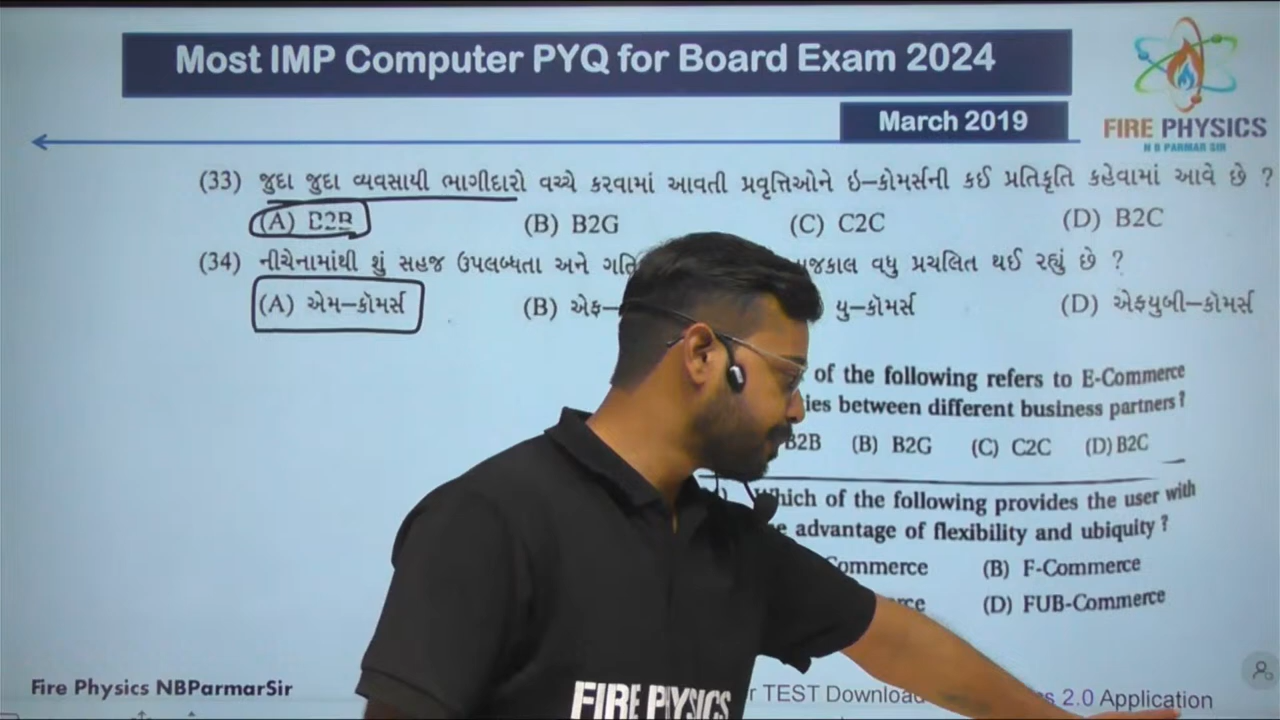 Most IMP Computer PYQ for Board Exam 2024
March 2019
FIRE PHYSICS
N B PARMAR SIR
(33) જુદા જુદા વ્યવસાયી ભાગીદારો વચ્ચે કરવામાં આવતી પ્રવૃત્તિઓને ઇ–કોમર્સની કઈ પ્રતિકૃતિ કહેવામાં આવે છે ?
(A) B2B (B) B2G (C) C2C (D) B2C
(34) નીચેનામાંથી શું સહજ ઉપલબ્ધતા અને વધુ પ્રચલિત થઈ રહ્યું છે ?
(A) એમ–કૉમર્સ (B) એફ– યુ–કૉમર્સ (D) એફયુબી–કૉમર્સ
of the following refers to E-Commerce
between different business partners?
B2B (B) B2G (C) C2C (D) B2C
Which of the following provides the user with
advantage of flexibility and ubiquity ?
Commerce (B) F-Commerce
(D) FUB-Commerce
Fire Physics NBParmarSir
TEST 2.0 Application
FIRE PHYSICS